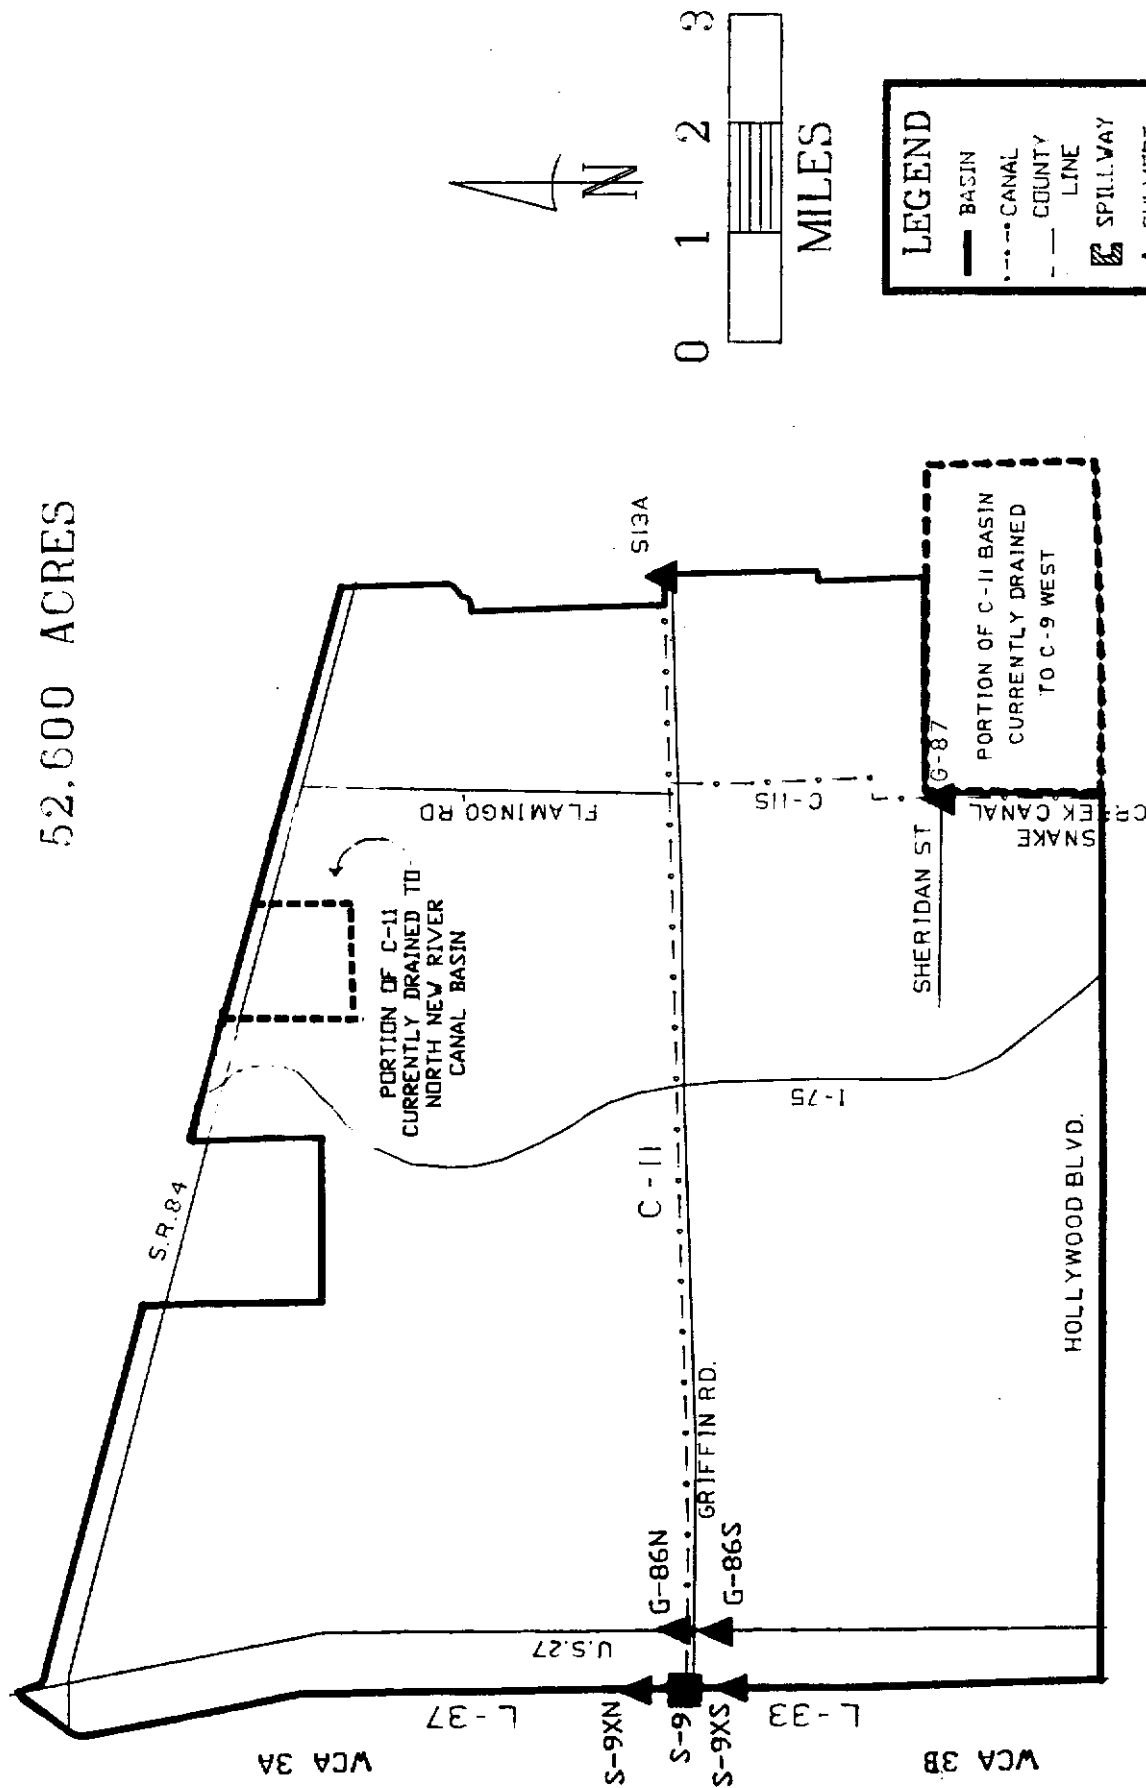 52,600 ACRES
N
0 1 2 3
MILES
LEGEND
BASIN
CANAL
COUNTY
LINE
SPILLWAY
S13A
S.R.84
FLAMINGO RD
PORTION OF C-11
CURRENTLY DRAINED TO
NORTH NEW RIVER
CANAL BASIN
C-11
C-11S
G-87
PORTION OF C-11 BASIN
CURRENTLY DRAINED
TO C-9 WEST
SHERIDAN ST
SNAKE
CREEK CANAL
I-75
HOLLYWOOD BLVD.
GRIFFIN RD.
G-86N
G-86S
U.S.27
L-37
L-33
S-9XN
S-9
S-9XS
WCA 3A
WCA 3B